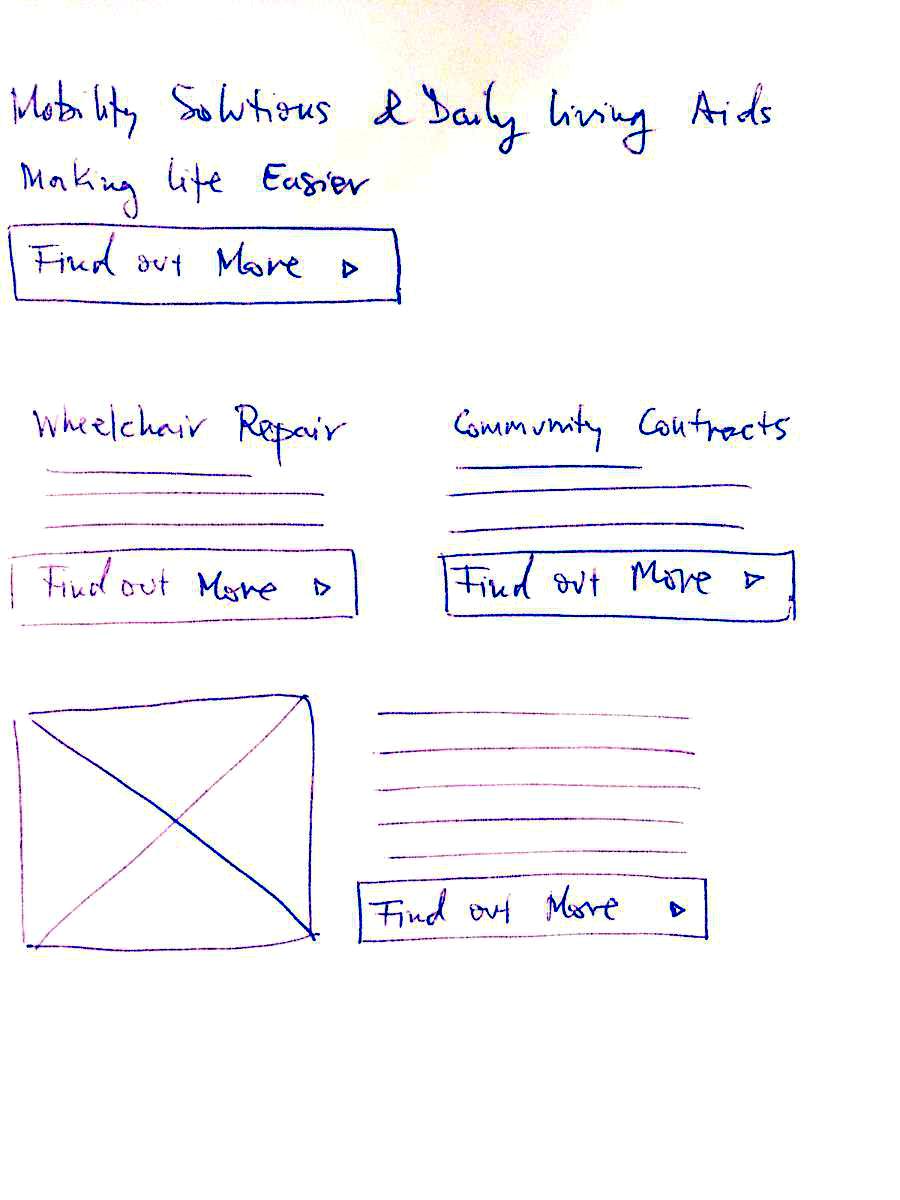 Mobility Solutions & Daily Living Aids
Making life Easier
Find out More ▷
Wheelchair Repair
Community Contracts
Find out More ▷
Find out More ▷
Find out More ▷